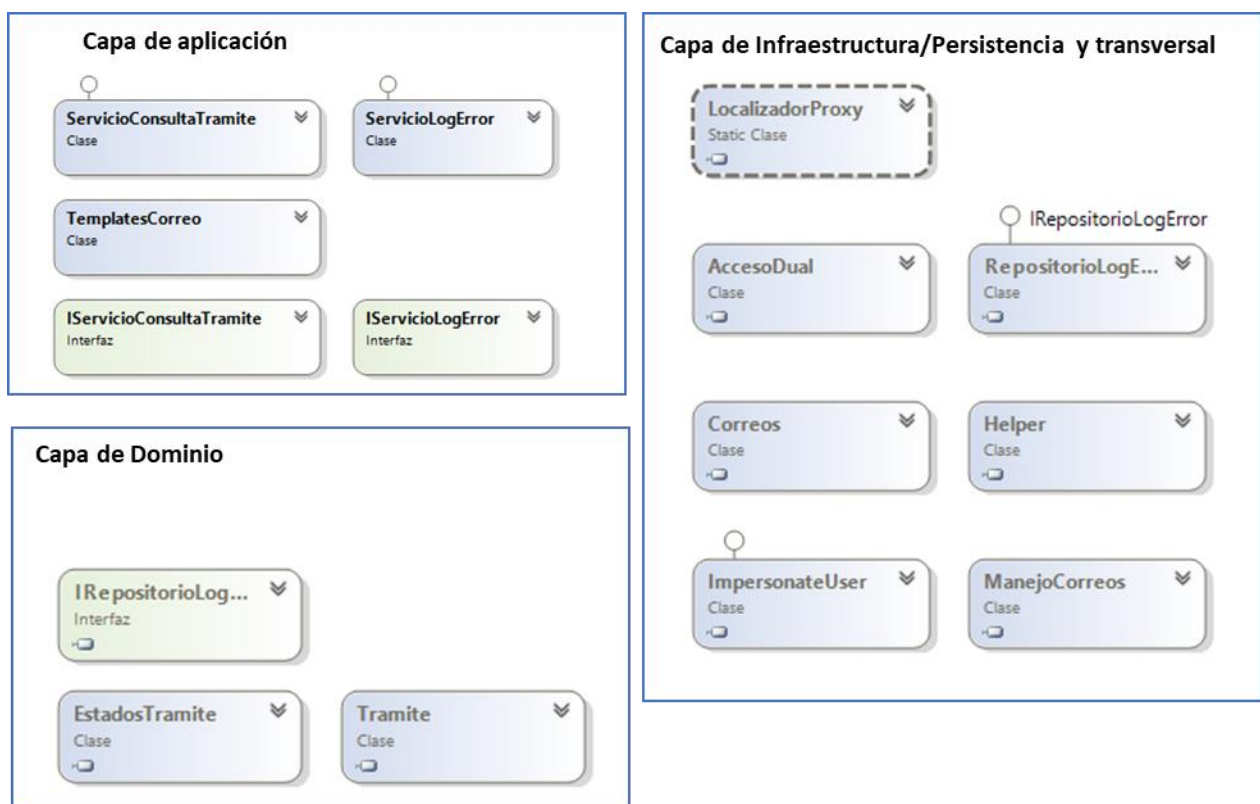 Capa de aplicación
ServicioConsultaTramite
Clase
ServicioLogError
Clase
TemplatesCorreo
Clase
IServicioConsultaTramite
Interfaz
IServicioLogError
Interfaz
Capa de Dominio
IRepositorioLog...
Interfaz
EstadosTramite
Clase
Tramite
Clase
Capa de Infraestructura/Persistencia y transversal
LocalizadorProxy
Static Clase
IRepositorioLogError
AccesoDual
Clase
RepositorioLogE...
Clase
Correos
Clase
Helper
Clase
ImpersonateUser
Clase
ManejoCorreos
Clase